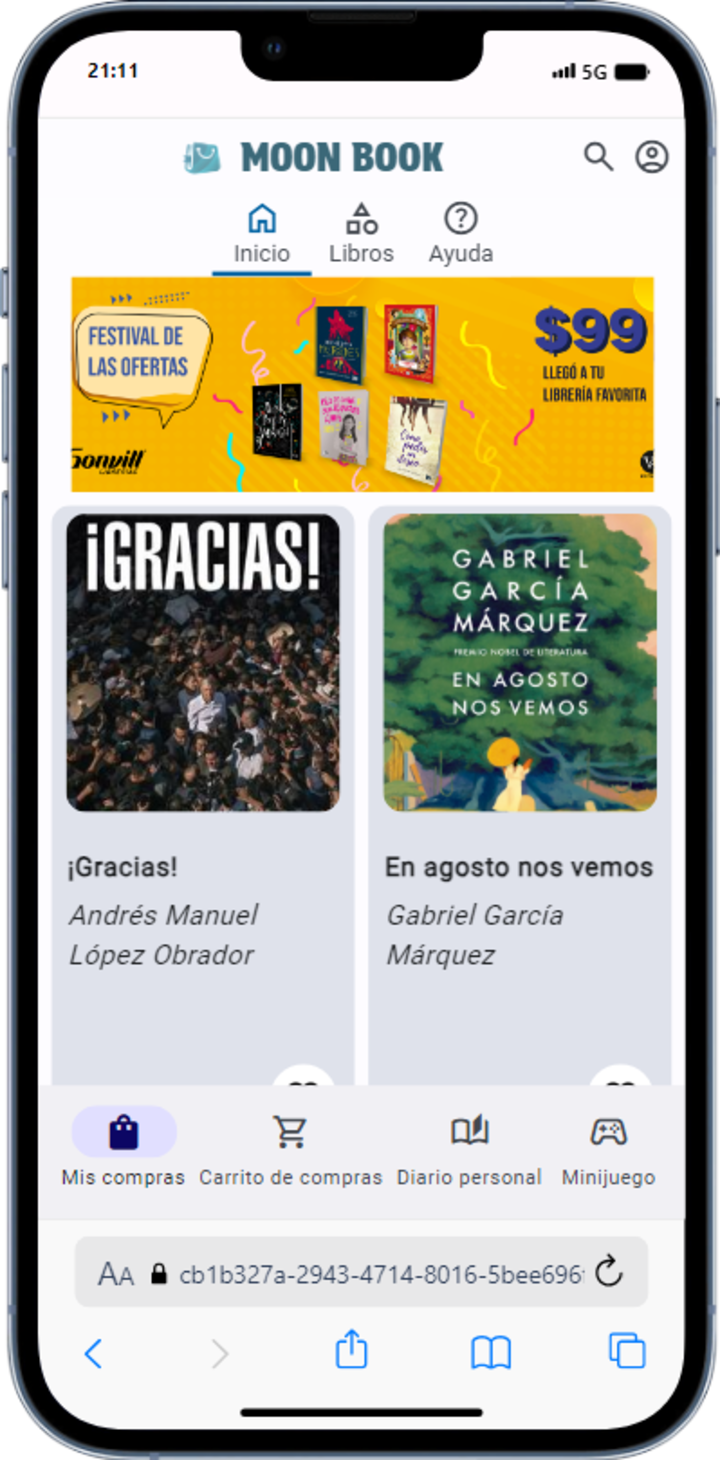 21:11
5G
MOON BOOK
Inicio
Libros
Ayuda
FESTIVAL DE
LAS OFERTAS
$99
LLEGÓ A TU
LIBRERÍA FAVORITA
¡GRACIAS!
GABRIEL
GARCÍA
MÁRQUEZ
PREMIO NOBEL DE LITERATURA
EN AGOSTO
NOS VEMOS
¡Gracias!
Andrés Manuel
López Obrador
En agosto nos vemos
Gabriel García
Márquez
Mis compras
Carrito de compras
Diario personal
Minijuego
AA
cb1b327a-2943-4714-8016-5bee696